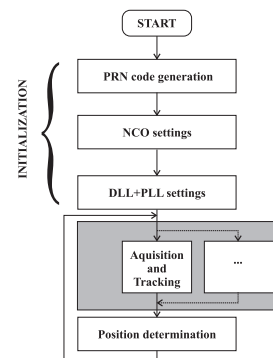 START
INITIALIZATION
PRN code generation
NCO settings
DLL+PLL settings
Aquisition
and
Tracking
...
Position determination